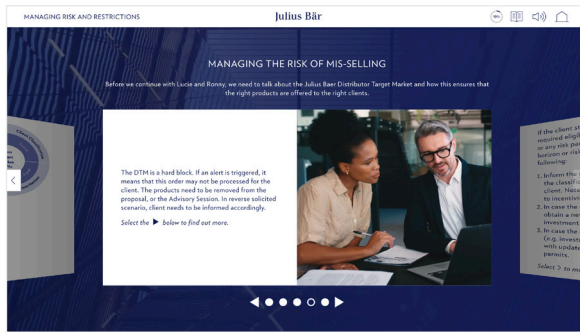 MANAGING RISK AND RESTRICTIONS
Julius Bär
MANAGING THE RISK OF MIS-SELLING
Before we continue with Lucie and Ronny, we need to talk about the Julius Baer Distributor Target Market and how this ensures that
the right products are offered to the right clients.
The DTM is a hard block. If an alert is triggered, it
means that this order may not be processed for the
client. The products need to be removed from the
proposal, or the Advisory Session. In reverse solicited
scenario, client needs to be informed accordingly.
Select the ▶ below to find out more.
If the client st
required eligi
or any risk pa
horizon or risk
following:
1. Inform the
the classifi
client. Nec
to incentiv
2. In case the
obtain a ne
investment
3. In case the
(e.g. invest
with update
permits.
Select > to m